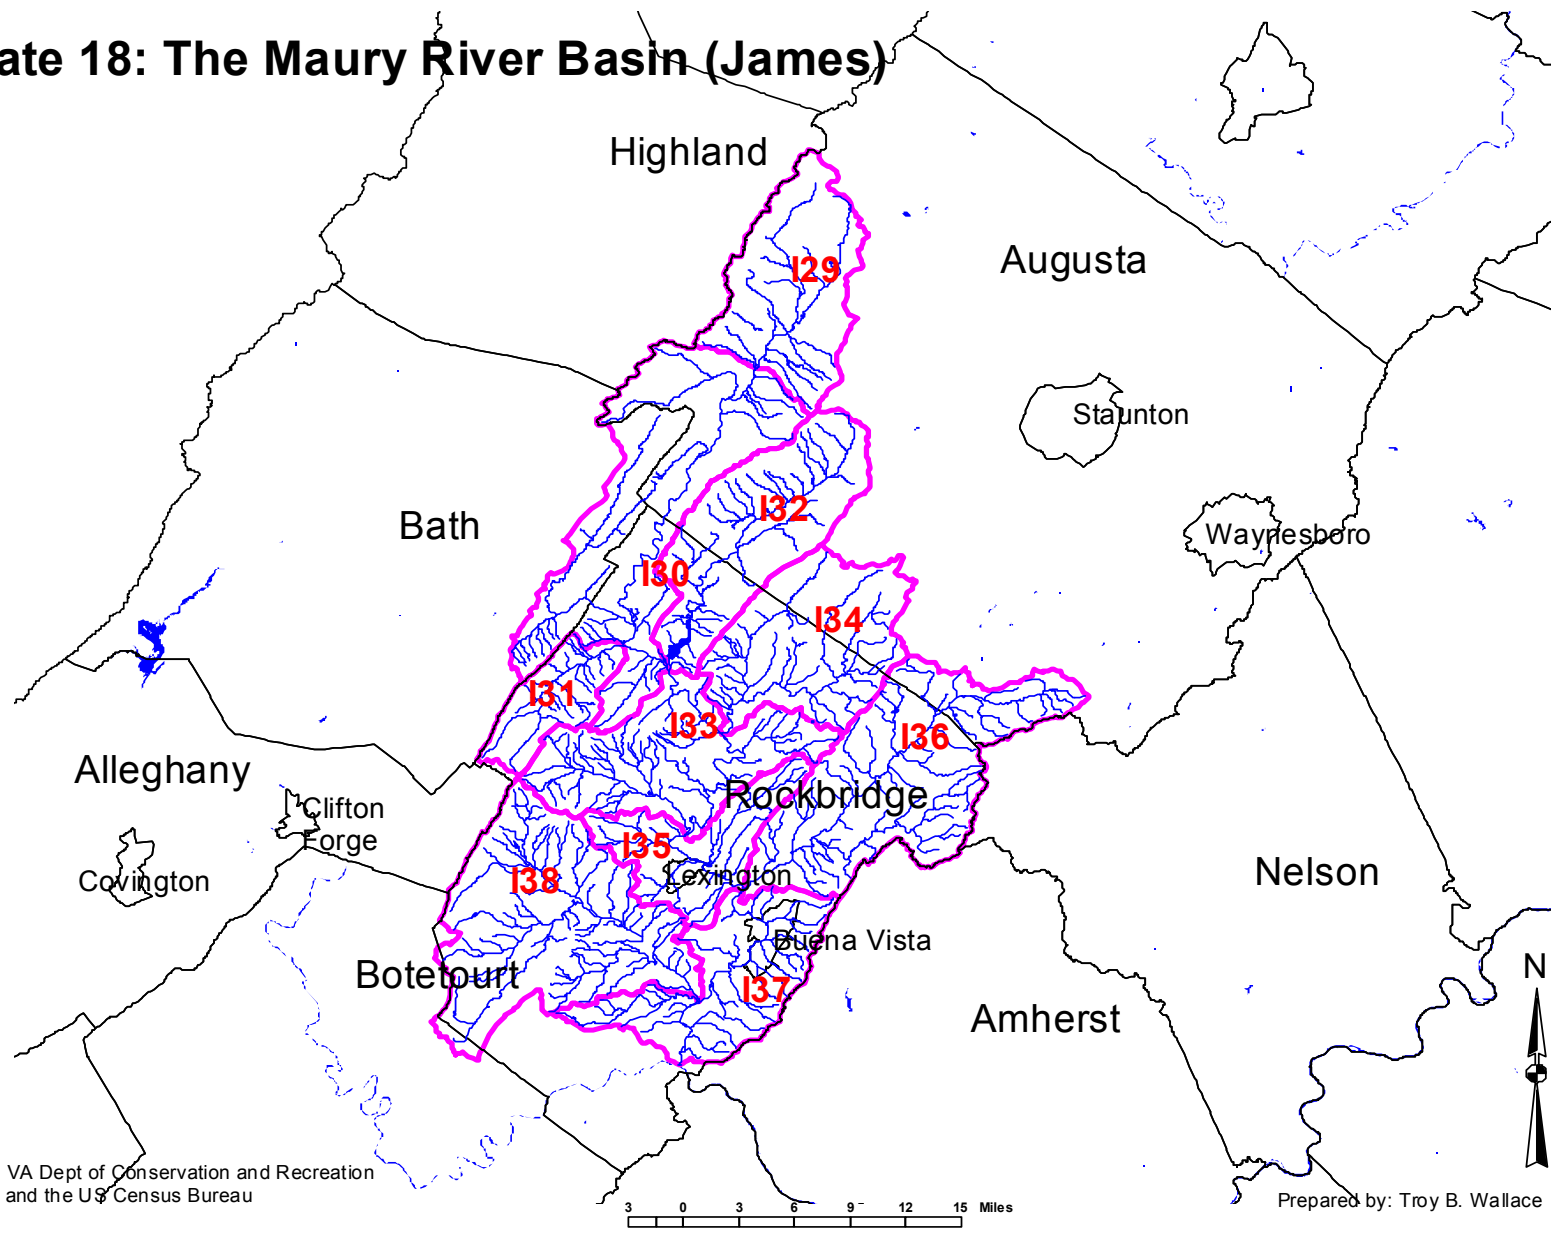 ate 18: The Maury River Basin (James)
Highland
I29
Augusta
Staunton
I32
Bath
Waynesboro
I30
I34
I31
I33
I36
Alleghany
Rockbridge
Clifton
Forge
I35
Covington
I38
Lexington
Nelson
Buena Vista
Botetourt
I37
N
Amherst
VA Dept of Conservation and Recreation
and the US Census Bureau
3 0 3 6 9 12 15 Miles
Prepared by: Troy B. Wallace